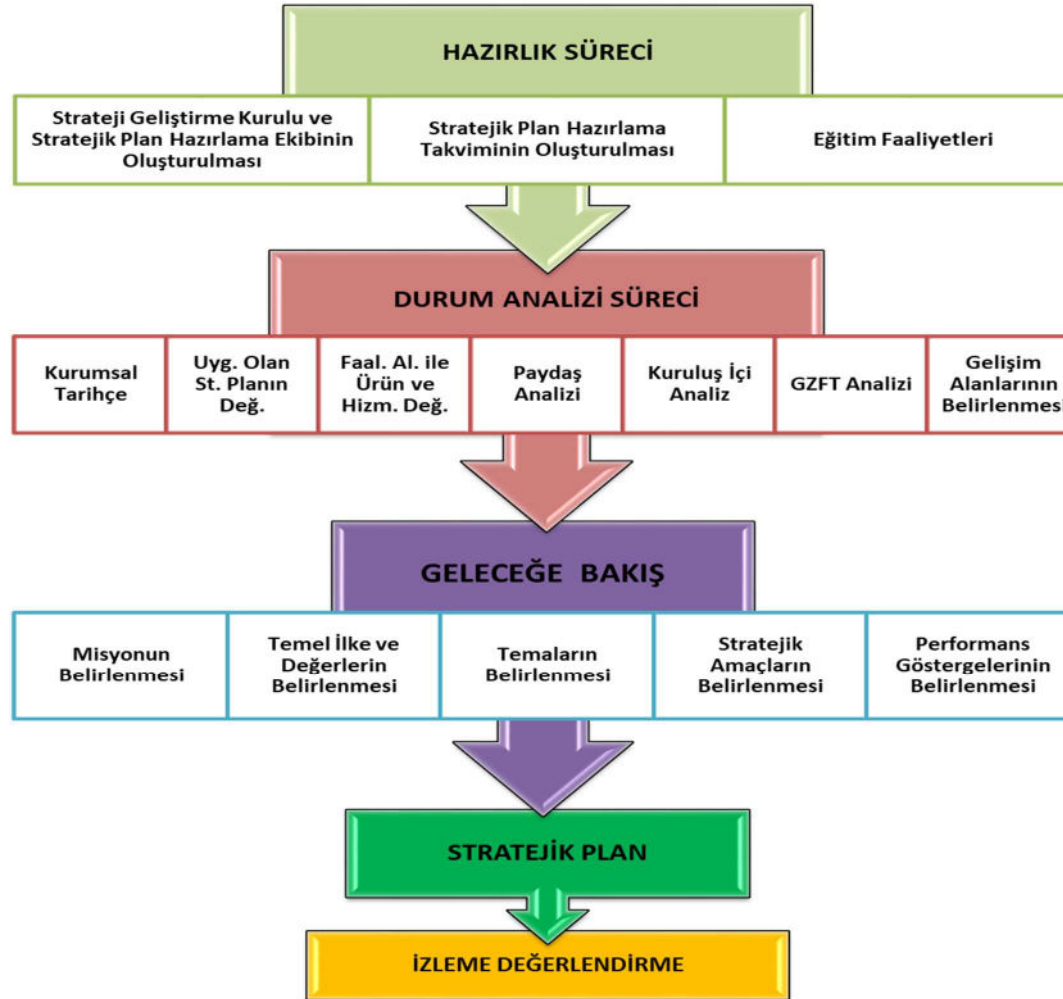 HAZIRLIK SÜRECİ
Strateji Geliştirme Kurulu ve
Stratejik Plan Hazırlama Ekibinin
Oluşturulması
Stratejik Plan Hazırlama
Takviminin Oluşturulması
Eğitim Faaliyetleri
DURUM ANALİZİ SÜRECİ
Kurumsal
Tarihçe
Uyg. Olan
St. Planın
Değ.
Faal. Al. ile
Ürün ve
Hizm. Değ.
Paydaş
Analizi
Kuruluş İçi
Analiz
GZFT Analizi
Gelişim
Alanlarının
Belirlenmesi
GELECEĞE BAKIŞ
Misyonun
Belirlenmesi
Temel İlke ve
Değerlerin
Belirlenmesi
Temaların
Belirlenmesi
Stratejik
Amaçların
Belirlenmesi
Performans
Göstergelerinin
Belirlenmesi
STRATEJİK PLAN
İZLEME DEĞERLENDİRME